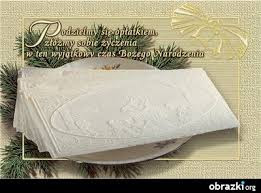 Podzielmy się opłatkiem,
złóżmy sobie życzenia
w ten wyjątkowy czas Bożego Narodzenia
obrazki.org